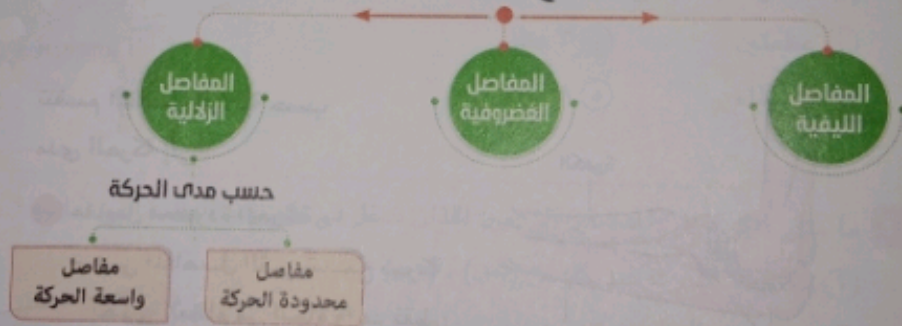 المفاصل
الليفية
المفاصل
الغضروفية
المفاصل
الزلالية
حسب مدى الحركة
مفاصل
محدودة الحركة
مفاصل
واسعة الحركة